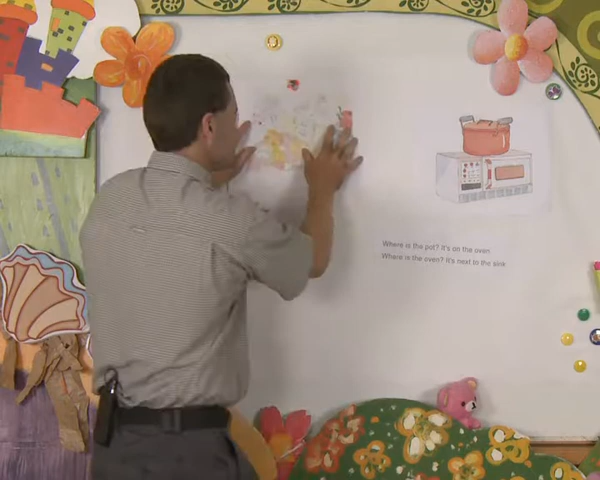 Where is the pot? It's on the oven
Where is the oven? It's next to the sink